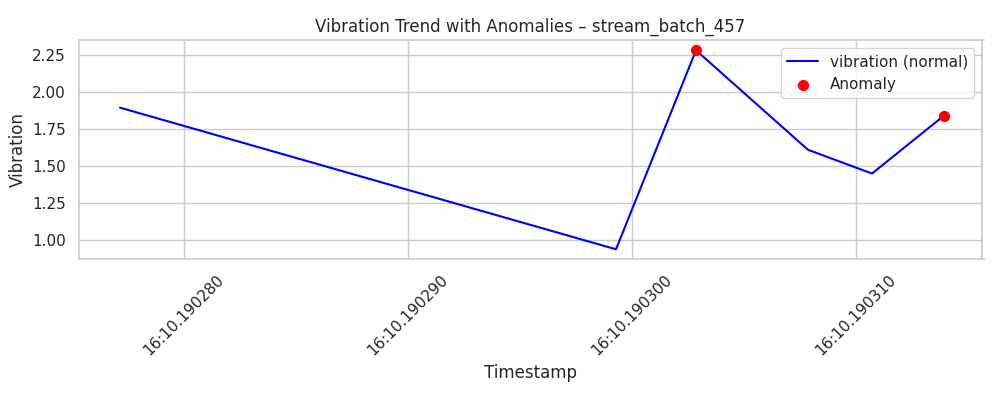 Vibration Trend with Anomalies – stream_batch_457
vibration (normal)
Anomaly
Vibration
2.25
2.00
1.75
1.50
1.25
1.00
16:10.190280
16:10.190290
16:10.190300
16:10.190310
Timestamp